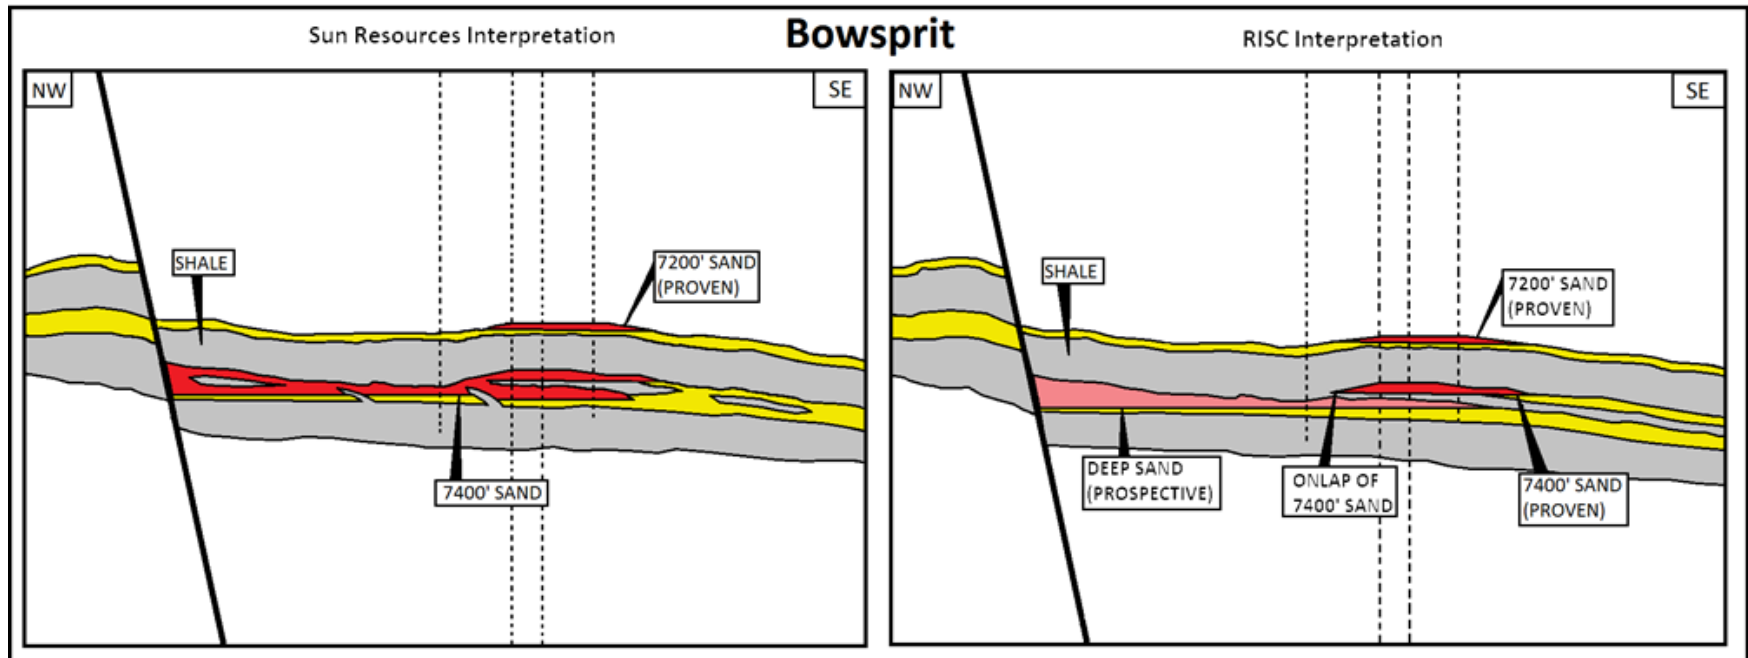 Bowsprit
Sun Resources Interpretation
NW
SE
SHALE
7200' SAND
(PROVEN)
7400' SAND
RISC Interpretation
NW
SE
SHALE
7200' SAND
(PROVEN)
DEEP SAND
(PROSPECTIVE)
ONLAP OF
7400' SAND
7400' SAND
(PROVEN)